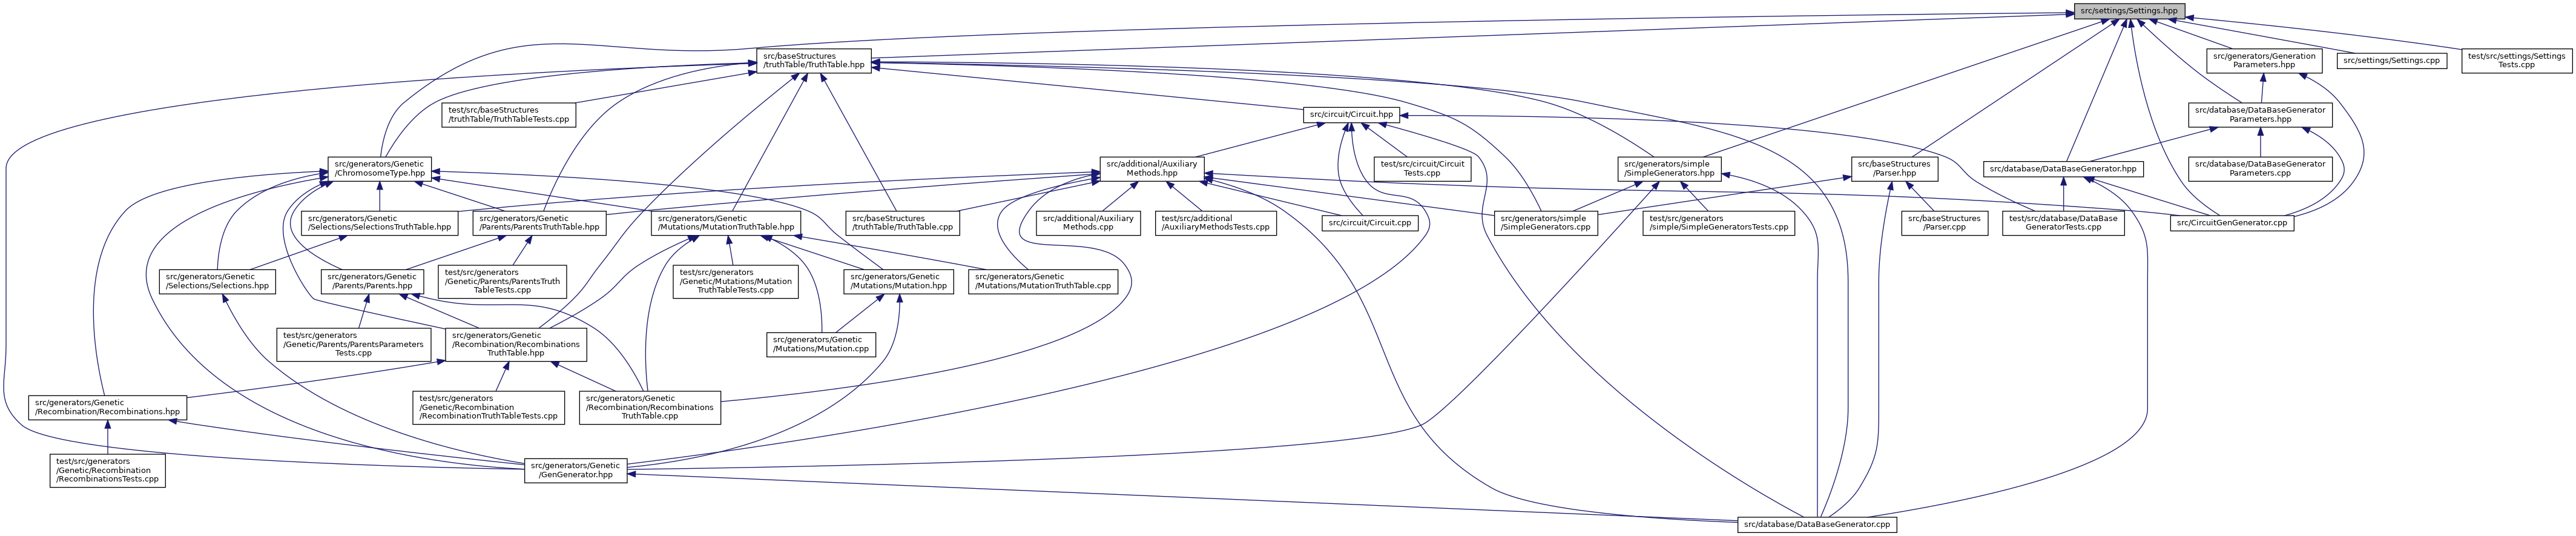 src/settings/Settings.hpp
src/baseStructures
/truthTable/TruthTable.hpp
src/generators/Generation
Parameters.hpp
src/settings/Settings.cpp
test/src/settings/Settings
Tests.cpp
test/src/baseStructures
/truthTable/TruthTableTests.cpp
src/circuit/Circuit.hpp
src/database/DataBaseGenerator
Parameters.hpp
src/generators/Genetic
/ChromosomeType.hpp
src/additional/Auxiliary
Methods.hpp
test/src/circuit/Circuit
Tests.cpp
src/generators/simple
/SimpleGenerators.hpp
src/baseStructures
/Parser.hpp
src/database/DataBaseGenerator.hpp
src/database/DataBaseGenerator
Parameters.cpp
src/generators/Genetic
/Selections/SelectionsTruthTable.hpp
src/generators/Genetic
/Parents/ParentsTruthTable.hpp
src/generators/Genetic
/Mutations/MutationTruthTable.hpp
src/baseStructures
/truthTable/TruthTable.cpp
src/additional/Auxiliary
Methods.cpp
test/src/additional
/AuxiliaryMethodsTests.cpp
src/circuit/Circuit.cpp
src/generators/simple
/SimpleGenerators.cpp
test/src/generators
/simple/SimpleGeneratorsTests.cpp
src/baseStructures
/Parser.cpp
test/src/database/DataBase
GeneratorTests.cpp
src/CircuitGenGenerator.cpp
src/generators/Genetic
/Selections/Selections.hpp
src/generators/Genetic
/Parents/Parents.hpp
test/src/generators
/Genetic/Parents/ParentsTruth
TableTests.cpp
test/src/generators
/Genetic/Mutations/Mutation
TruthTableTests.cpp
src/generators/Genetic
/Mutations/Mutation.hpp
src/generators/Genetic
/Mutations/MutationTruthTable.cpp
test/src/generators
/Genetic/Parents/ParentsParameters
Tests.cpp
src/generators/Genetic
/Recombination/Recombinations
TruthTable.hpp
src/generators/Genetic
/Mutations/Mutation.cpp
src/generators/Genetic
/Recombination/Recombinations.hpp
test/src/generators
/Genetic/Recombination
/RecombinationTruthTableTests.cpp
src/generators/Genetic
/Recombination/Recombinations
TruthTable.cpp
test/src/generators
/Genetic/Recombination
/RecombinationsTests.cpp
src/generators/Genetic
/GenGenerator.hpp
src/database/DataBaseGenerator.cpp